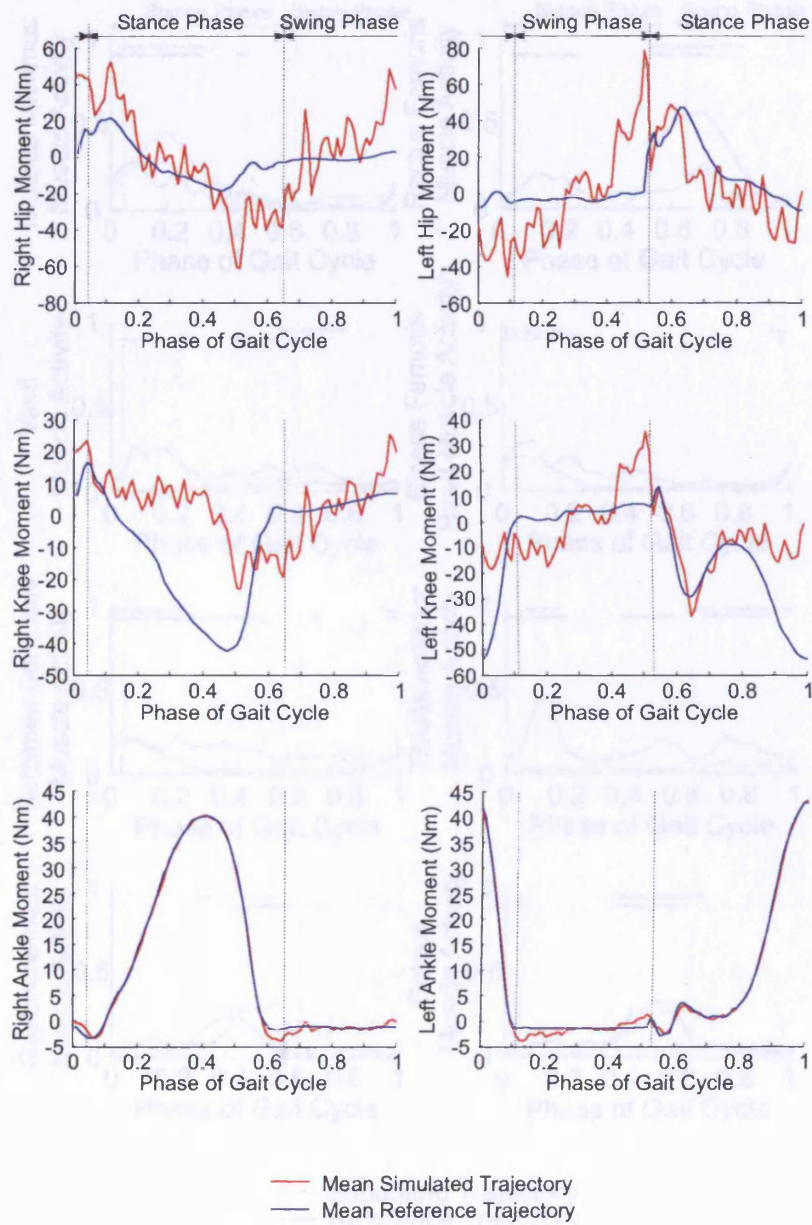 Stance Phase Swing Phase
Swing Phase Stance Phase
60
40
20
0
-20
-40
-60
-80
Right Hip Moment (Nm)
0 0.2 0.4 0.6 0.8 1
Phase of Gait Cycle
80
60
40
20
0
-20
-40
-60
Left Hip Moment (Nm)
0 0.2 0.4 0.6 0.8 1
Phase of Gait Cycle
30
20
10
0
-10
-20
-30
-40
-50
Right Knee Moment (Nm)
0 0.2 0.4 0.6 0.8 1
Phase of Gait Cycle
40
30
20
10
0
-10
-20
-30
-40
-50
-60
Left Knee Moment (Nm)
0 0.2 0.4 0.6 0.8 1
Phase of Gait Cycle
45
40
35
30
25
20
15
10
5
0
-5
Right Ankle Moment (Nm)
0 0.2 0.4 0.6 0.8 1
Phase of Gait Cycle
45
40
35
30
25
20
15
10
5
0
-5
Left Ankle Moment (Nm)
0 0.2 0.4 0.6 0.8 1
Phase of Gait Cycle
Mean Simulated Trajectory
Mean Reference Trajectory